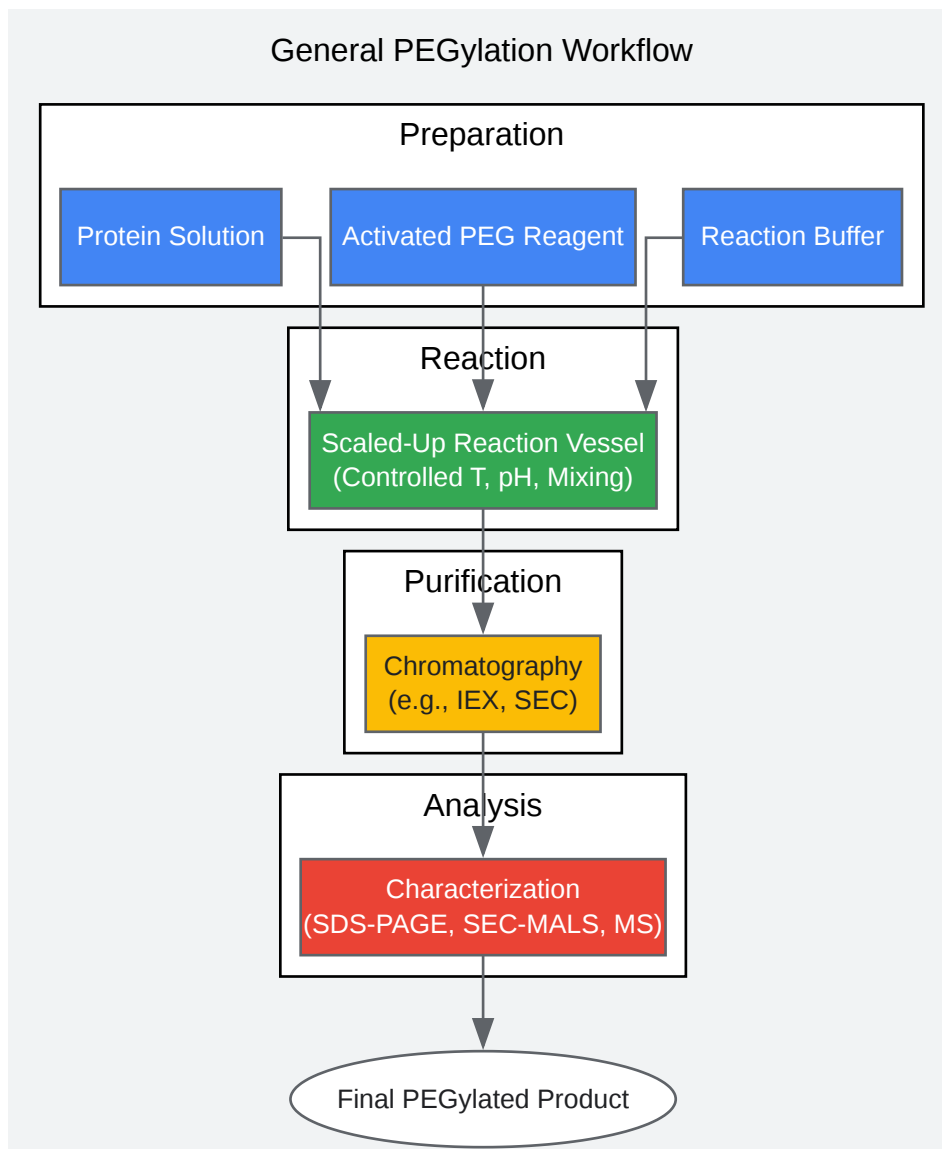 General PEGylation Workflow
Preparation
Protein Solution
Activated PEG Reagent
Reaction Buffer
Reaction
Scaled-Up Reaction Vessel
(Controlled T, pH, Mixing)
Purification
Chromatography
(e.g., IEX, SEC)
Analysis
Characterization
(SDS-PAGE, SEC-MALS, MS)
Final PEGylated Product